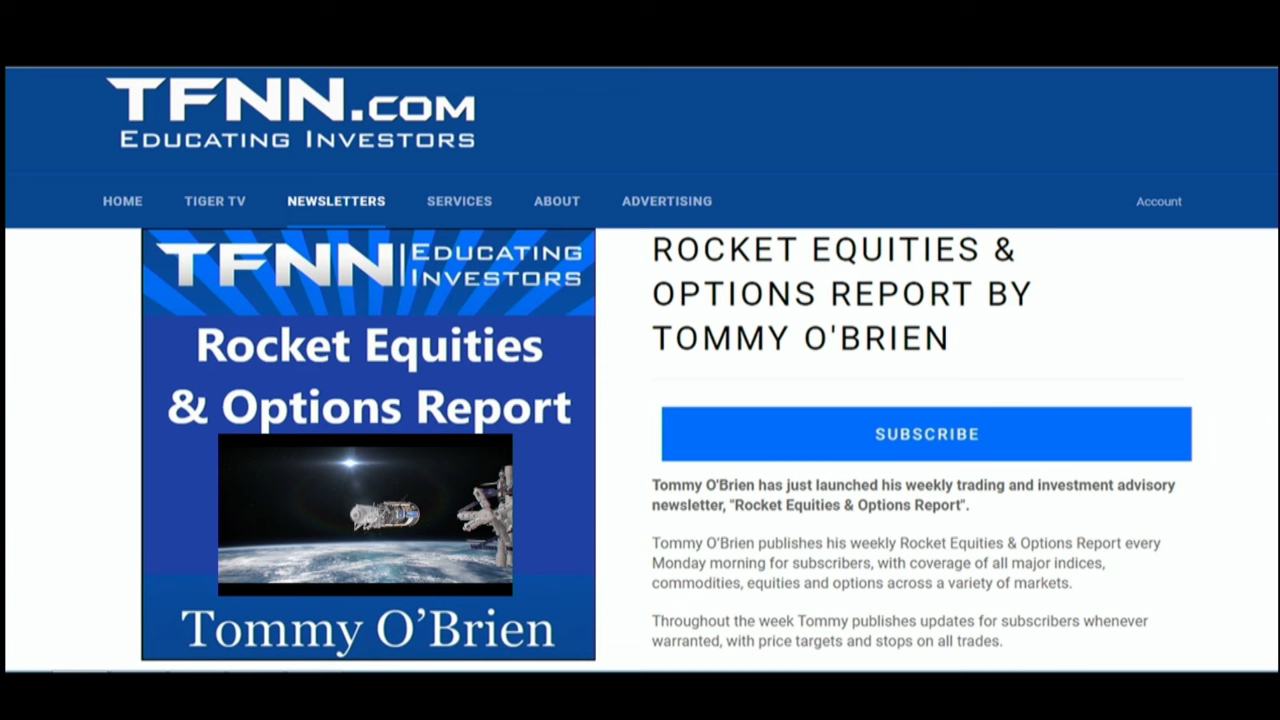 TFNN.COM
EDUCATING INVESTORS
HOME TIGER TV NEWSLETTERS SERVICES ABOUT ADVERTISING Account
TFNN | EDUCATING
INVESTORS
Rocket Equities
& Options Report
Tommy O’Brien
ROCKET EQUITIES &
OPTIONS REPORT BY
TOMMY O'BRIEN
SUBSCRIBE
Tommy O'Brien has just launched his weekly trading and investment advisory
newsletter, "Rocket Equities & Options Report".
Tommy O'Brien publishes his weekly Rocket Equities & Options Report every
Monday morning for subscribers, with coverage of all major indices,
commodities, equities and options across a variety of markets.
Throughout the week Tommy publishes updates for subscribers whenever
warranted, with price targets and stops on all trades.